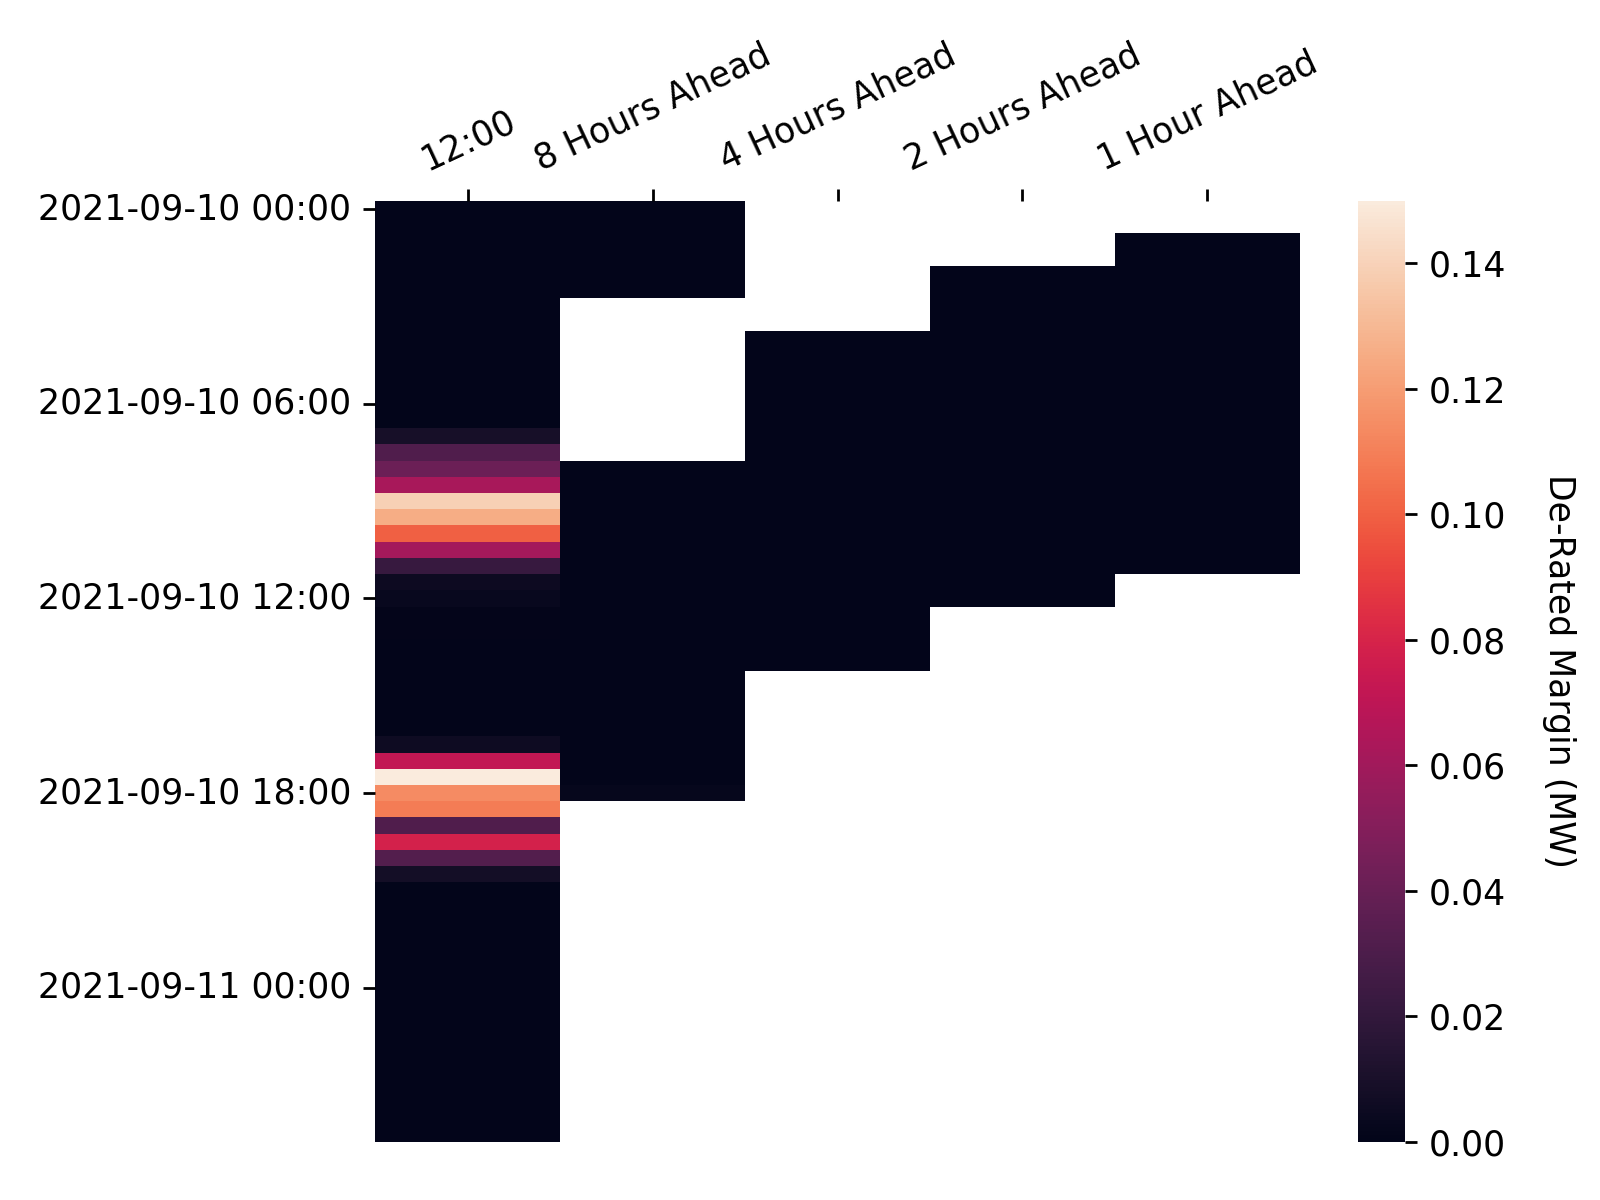 12:00
8 Hours Ahead
4 Hours Ahead
2 Hours Ahead
1 Hour Ahead
2021-09-10 00:00
2021-09-10 06:00
2021-09-10 12:00
2021-09-10 18:00
2021-09-11 00:00
0.14
0.12
0.10
0.08
0.06
0.04
0.02
0.00
De-Rated Margin (MW)